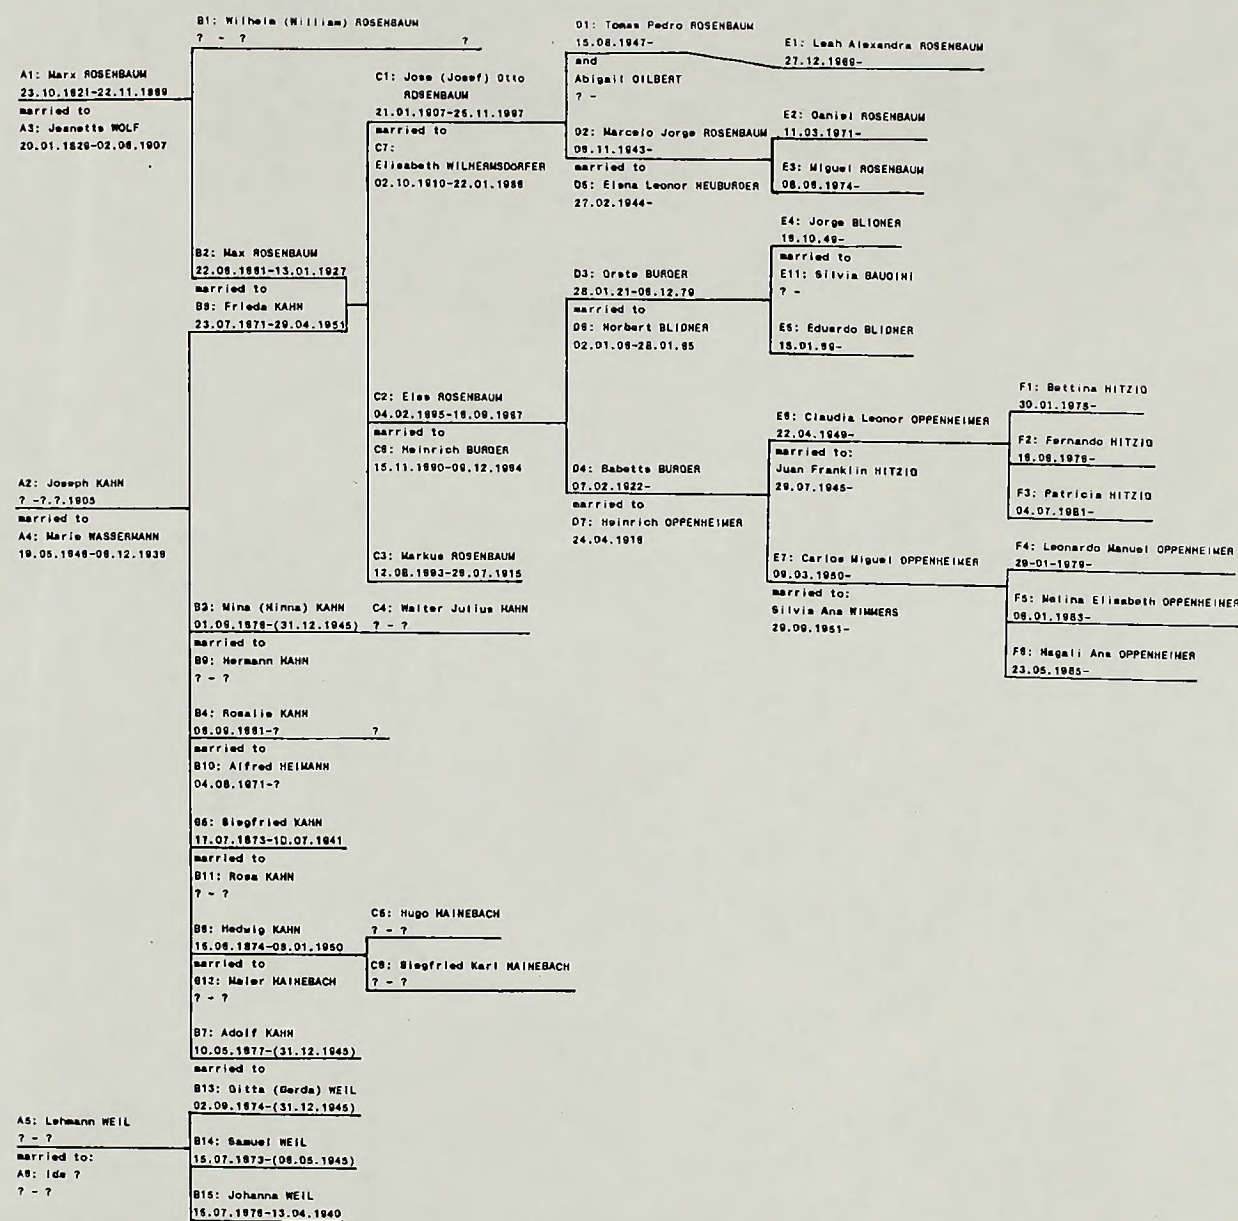 B1: Wilhelm (William) ROSENBAUM
? - ?
?
A1: Marx ROSENBAUM
23.10.1821-22.11.1869
married to
A3: Jeanette WOLF
20.01.1829-02.06.1907
B2: Max ROSENBAUM
22.06.1861-13.01.1927
married to
B8: Frieda KAHN
23.07.1871-29.04.1951
A2: Joseph KAHN
? -?.?.1905
married to
A4: Marie WASSERMANN
19.05.1848-08.12.1938
B3: Mina (Minna) KAHN
01.09.1876-(31.12.1945)
married to
B9: Hermann HAHN
? - ?
B4: Rosalie KAHN
08.09.1881-?
?
married to
B10: Alfred HEIMANN
04.08.1871-?
B5: Siegfried KAHN
17.07.1873-10.07.1941
married to
B11: Rosa KAHN
? - ?
B6: Hedwig KAHN
15.06.1874-08.01.1950
married to
B12: Meier HAINEBACH
? - ?
B7: Adolf KAHN
10.05.1877-(31.12.1945)
married to
B13: Gitta (Gerda) WEIL
02.09.1874-(31.12.1945)
A5: Lehmann WEIL
? - ?
married to:
A6: Ida ?
? - ?
B14: Samuel WEIL
15.07.1873-(08.05.1945)
B15: Johanna WEIL
16.07.1876-13.04.1940
C1: Jose (Josef) Otto
ROSENBAUM
21.01.1907-25.11.1997
married to
C7:
Elisabeth WILHERMSDORFER
02.10.1910-22.01.1988
C2: Else ROSENBAUM
04.02.1895-18.09.1967
married to
C8: Heinrich BURGER
15.11.1890-09.12.1984
C3: Markus ROSENBAUM
12.08.1893-28.07.1915
C4: Walter Julius HAHN
? - ?
C5: Hugo HAINEBACH
? - ?
C6: Siegfried Karl HAINEBACH
? - ?
D1: Tomas Pedro ROSENBAUM
15.08.1947-
and
Abigail GILBERT
? -
D2: Marcelo Jorge ROSENBAUM
08.11.1943-
married to
D5: Elena Leonor NEUBURGER
27.02.1944-
D3: Grete BURGER
28.01.21-06.12.79
married to
D6: Norbert BLIGNER
02.01.08-28.01.85
D4: Babette BURGER
07.02.1922-
married to
D7: Heinrich OPPENHEIMER
24.04.1918
E1: Leah Alexandra ROSENBAUM
27.12.1989-
E2: Daniel ROSENBAUM
11.03.1971-
E3: Miguel ROSENBAUM
08.08.1974-
E4: Jorge BLIGNER
18.10.49-
married to
E11: Silvia BAUGINI
? -
E5: Eduardo BLIGNER
18.01.59-
E6: Claudia Leonor OPPENHEIMER
22.04.1949-
married to:
Juan Franklin HITZIG
29.07.1945-
E7: Carlos Miguel OPPENHEIMER
09.03.1950-
married to:
Silvia Ana WIMMERS
29.09.1951-
F1: Bettina HITZIG
30.01.1975-
F2: Fernando HITZIG
18.06.1976-
F3: Patricia HITZIG
04.07.1981-
F4: Leonardo Manuel OPPENHEIMER
29-01-1979-
F5: Melina Elisabeth OPPENHEIMER
08.01.1983-
F6: Magali Ana OPPENHEIMER
23.05.1985-